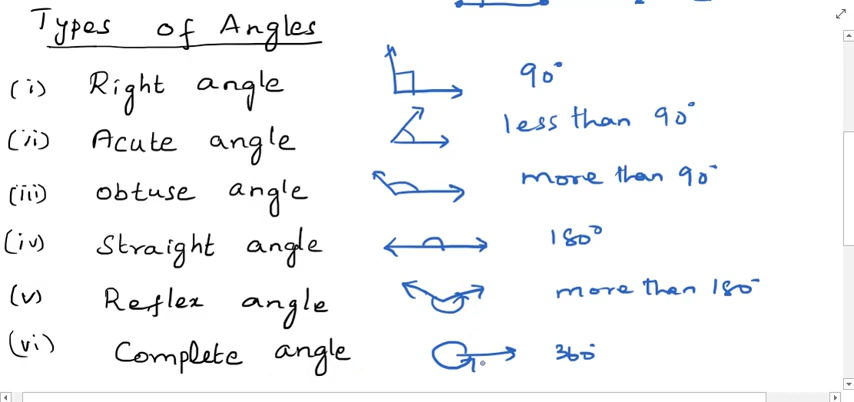 Types of Angles
(i) Right angle 90°
(ii) Acute angle less than 90°
(iii) obtuse angle more than 90°
(iv) Straight angle 180°
(v) Reflex angle more than 180°
(vi) Complete angle 360°